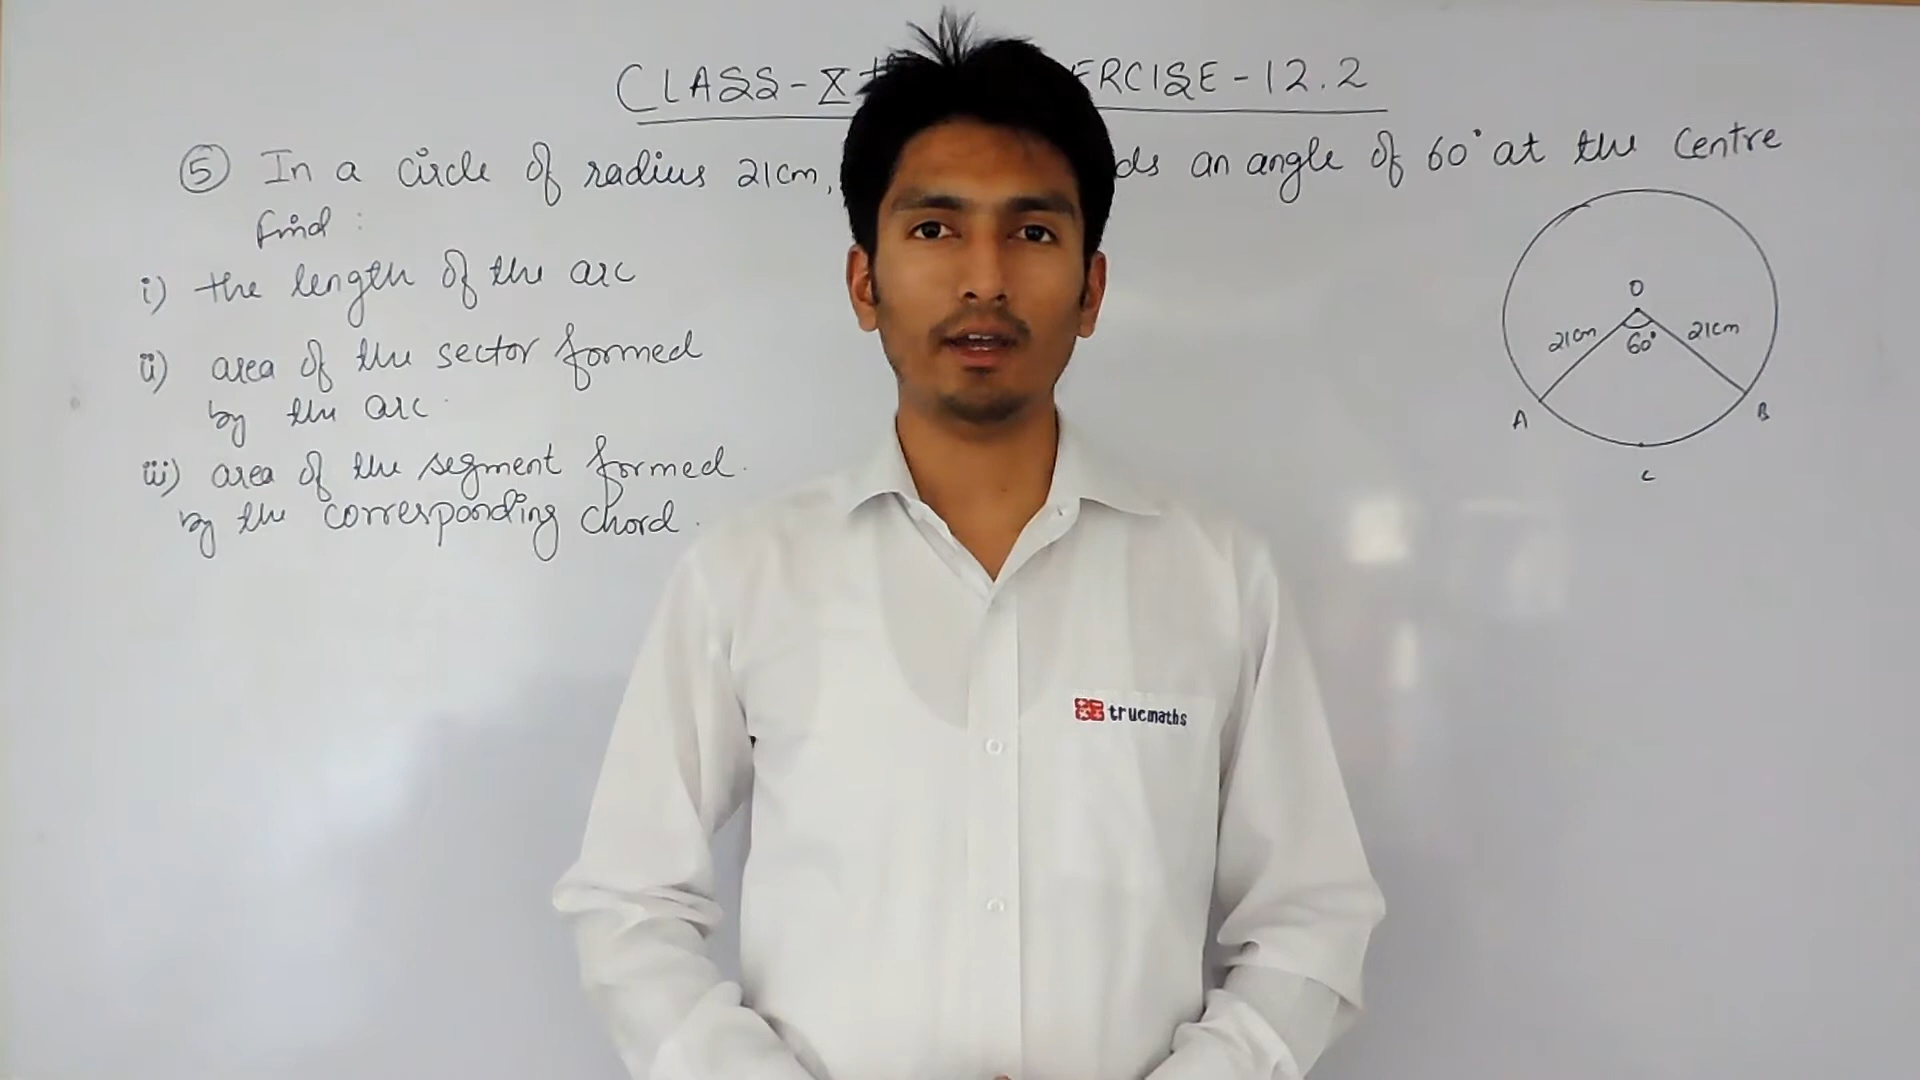 CLASS-Xth ERCISE-12.2
5 In a circle of radius 21cm, ds an angle of 60° at the centre
find :
i) the length of the arc
ii) area of the sector formed
by the arc.
iii) area of the segment formed.
by the corresponding chord.
O
21cm 60° 21cm
A B
C
truemaths